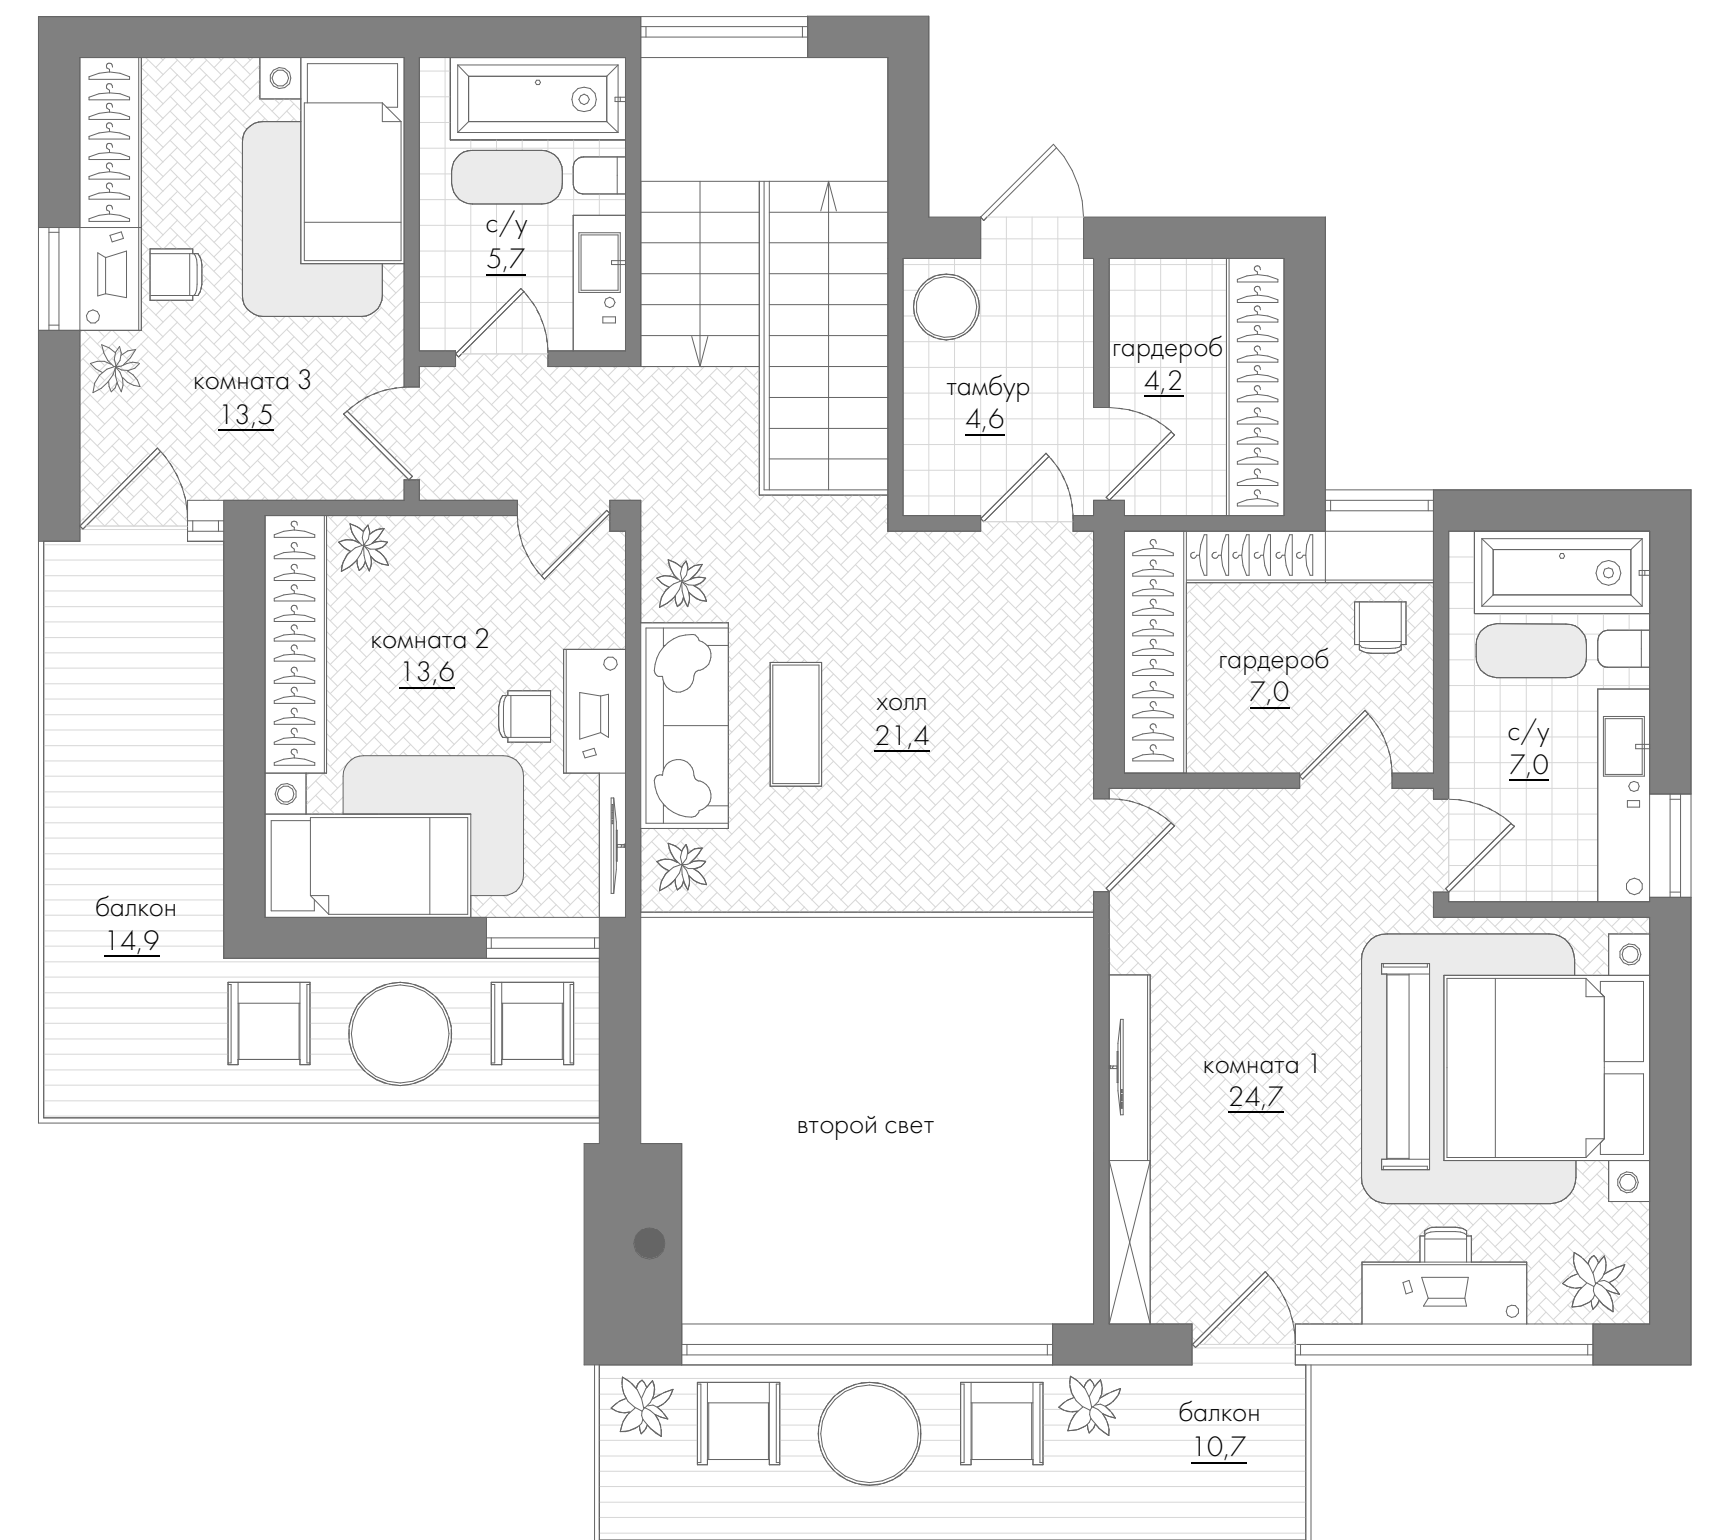 с/у
5,7
гардероб
4,2
комната 3
13,5
тамбур
4,6
комната 2
13,6
гардероб
7,0
холл
21,4
с/у
7,0
балкон
14,9
комната 1
24,7
второй свет
балкон
10,7